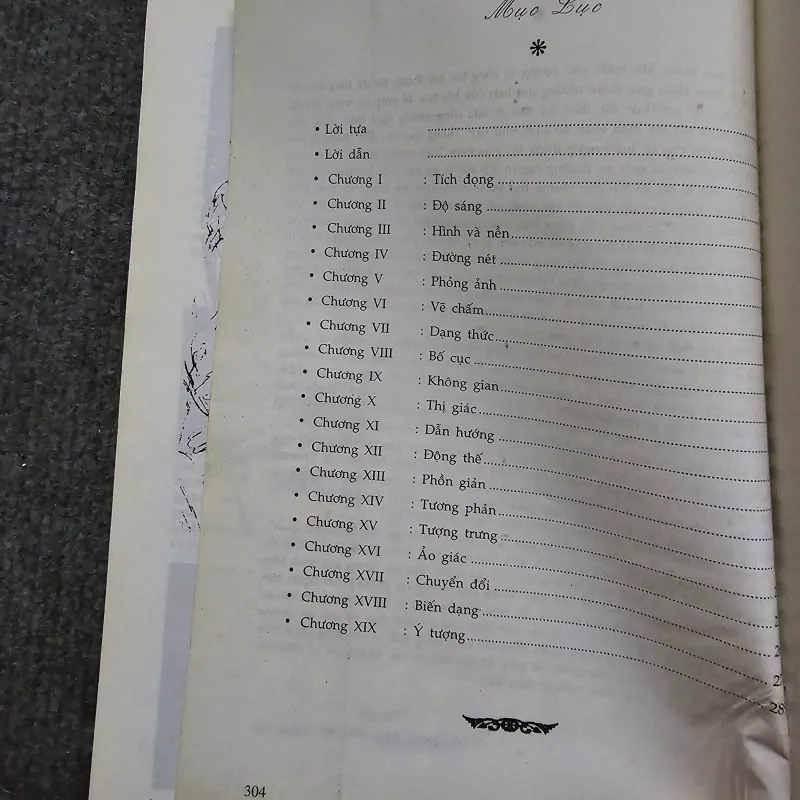 Mục Lục
*
• Lời tựa ........................
• Lời dẫn ........................
• Chương I : Tích đọng ........................
• Chương II : Độ sáng ........................
• Chương III : Hình và nền ........................
• Chương IV : Đường nét ........................
• Chương V : Phỏng ảnh ........................
• Chương VI : Vẽ chấm ........................
• Chương VII : Dạng thức ........................
• Chương VIII : Bố cục ........................
• Chương IX : Không gian ........................
• Chương X : Thị giác ........................
• Chương XI : Dẫn hướng ........................
• Chương XII : Động thế ........................
• Chương XIII : Phồn giản ........................
• Chương XIV : Tương phản ........................
• Chương XV : Tượng trưng ........................
• Chương XVI : Ảo giác ........................
• Chương XVII : Chuyển đổi ........................
• Chương XVIII : Biến dạng ........................
• Chương XIX : Ý tượng ........................
304